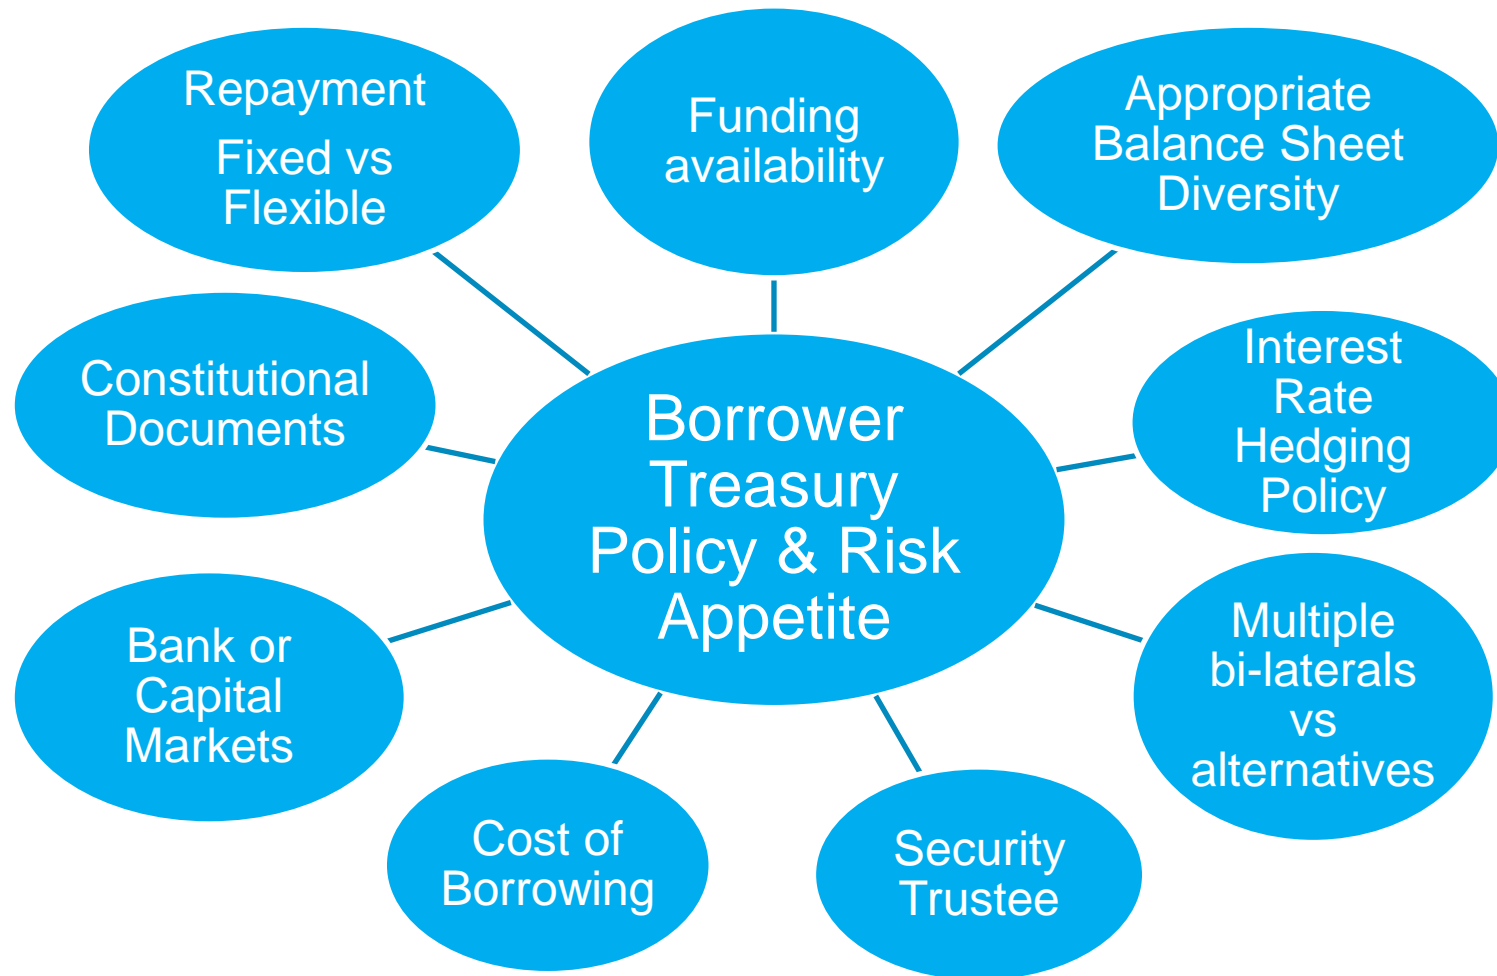 Repayment
Fixed vs
Flexible
Funding
availability
Appropriate
Balance Sheet
Diversity
Constitutional
Documents
Interest
Rate
Hedging
Policy
Borrower
Treasury
Policy & Risk
Appetite
Bank or
Capital
Markets
Multiple
bi-laterals
vs
alternatives
Cost of
Borrowing
Security
Trustee